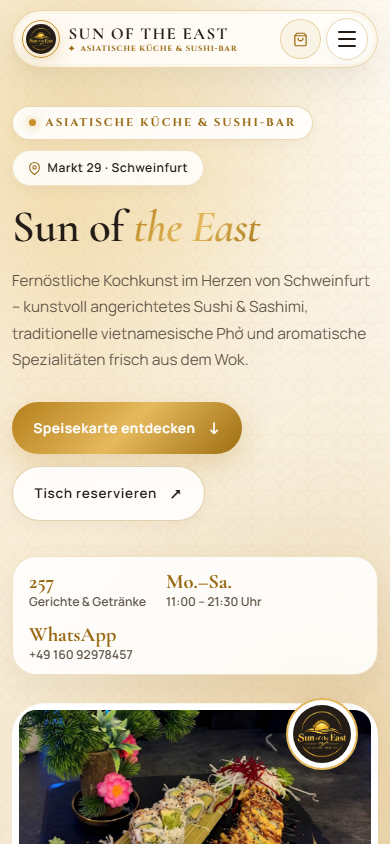 SUN OF THE EAST
✦ ASIATISCHE KÜCHE & SUSHI-BAR
ASIATISCHE KÜCHE & SUSHI-BAR
Markt 29 · Schweinfurt
Sun of the East
Fernöstliche Kochkunst im Herzen von Schweinfurt
– kunstvoll angerichtetes Sushi & Sashimi,
traditionelle vietnamesische Phở und aromatische
Spezialitäten frisch aus dem Wok.
Speisekarte entdecken ↓
Tisch reservieren ↗
257
Gerichte & Getränke
Mo.–Sa.
11:00 – 21:30 Uhr
WhatsApp
+49 160 92978457
Sun of the East